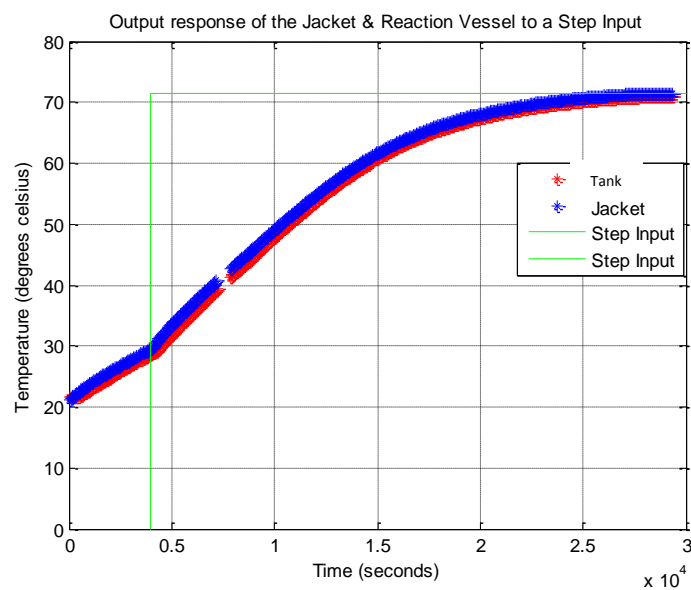 Output response of the Jacket & Reaction Vessel to a Step Input
80
70
60
50
40
30
20
10
0
Temperature (degrees celsius)
Tank
Jacket
Step Input
Step Input
0 0.5 1 1.5 2 2.5 3
Time (seconds)
x 10^4